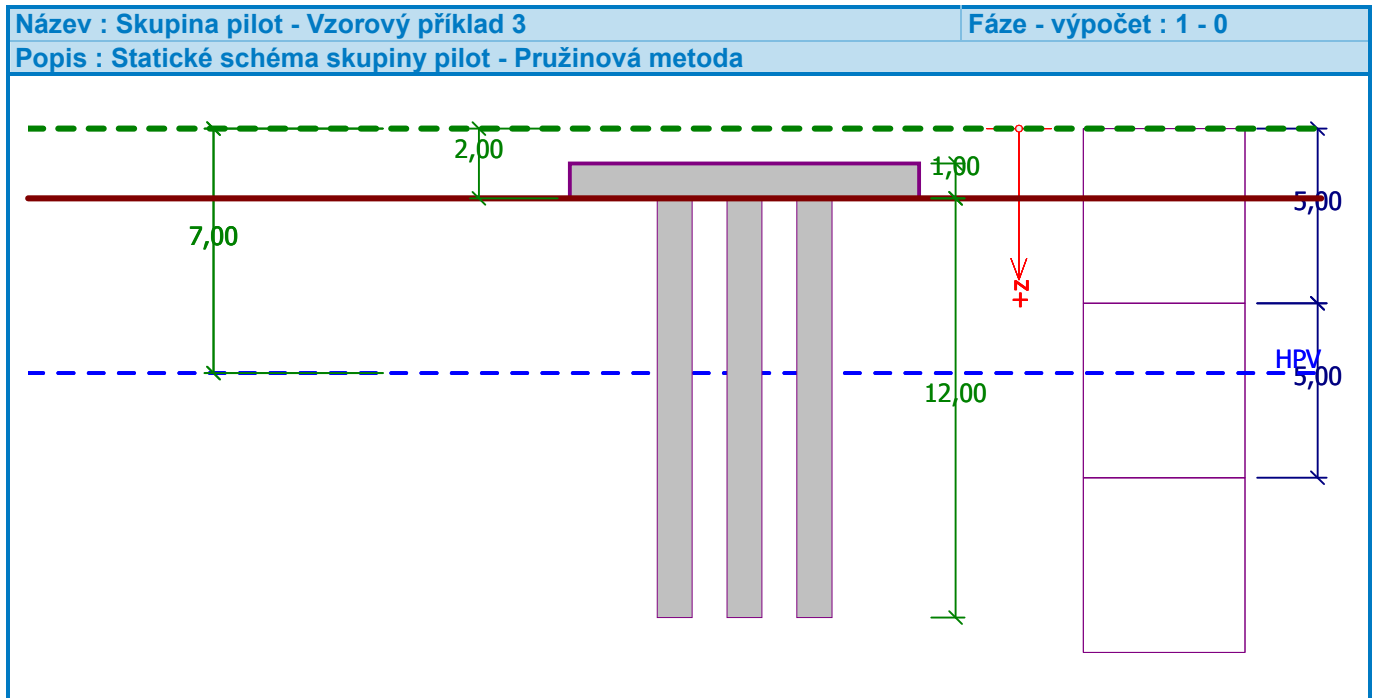 Název : Skupina pilot - Vzorový příklad 3
Fáze - výpočet : 1 - 0
Popis : Statické schéma skupiny pilot - Pružinová metoda
2,00
1,00
5,00
7,00
+z
HPV
5,00
12,00